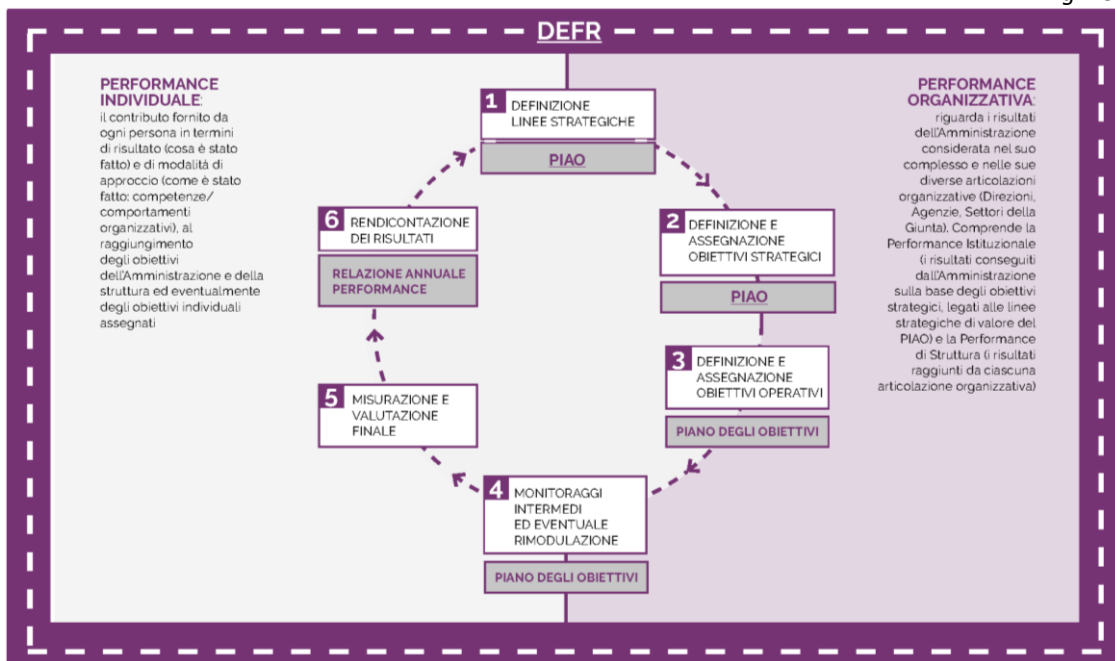 DEFR
PERFORMANCE
INDIVIDUALE:
il contributo fornito da
ogni persona in termini
di risultato (cosa è stato
fatto) e di modalità di
approccio (come è stato
fatto: competenze/
comportamenti
organizzativi), al
raggiungimento
degli obiettivi
dell'Amministrazione e della
struttura ed eventualmente
degli obiettivi individuali
assegnati
1 DEFINIZIONE
LINEE STRATEGICHE
PIAO
2 DEFINIZIONE E
ASSEGNAZIONE
OBIETTIVI STRATEGICI
PIAO
3 DEFINIZIONE E
ASSEGNAZIONE
OBIETTIVI OPERATIVI
PIANO DEGLI OBIETTIVI
4 MONITORAGGI
INTERMEDI
ED EVENTUALE
RIMODULAZIONE
PIANO DEGLI OBIETTIVI
5 MISURAZIONE E
VALUTAZIONE
FINALE
6 RENDICONTAZIONE
DEI RISULTATI
RELAZIONE ANNUALE
PERFORMANCE
PERFORMANCE
ORGANIZZATIVA:
riguarda i risultati
dell'Amministrazione
considerata nel suo
complesso e nelle sue
diverse articolazioni
organizzative (Direzioni,
Agenzie, Settori della
Giunta). Comprende la
Performance Istituzionale
(i risultati conseguiti
dall'Amministrazione
sulla base degli obiettivi
strategici, legati alle linee
strategiche di valore del
PIAO) e la Performance
di Struttura (i risultati
raggiunti da ciascuna
articolazione organizzativa)